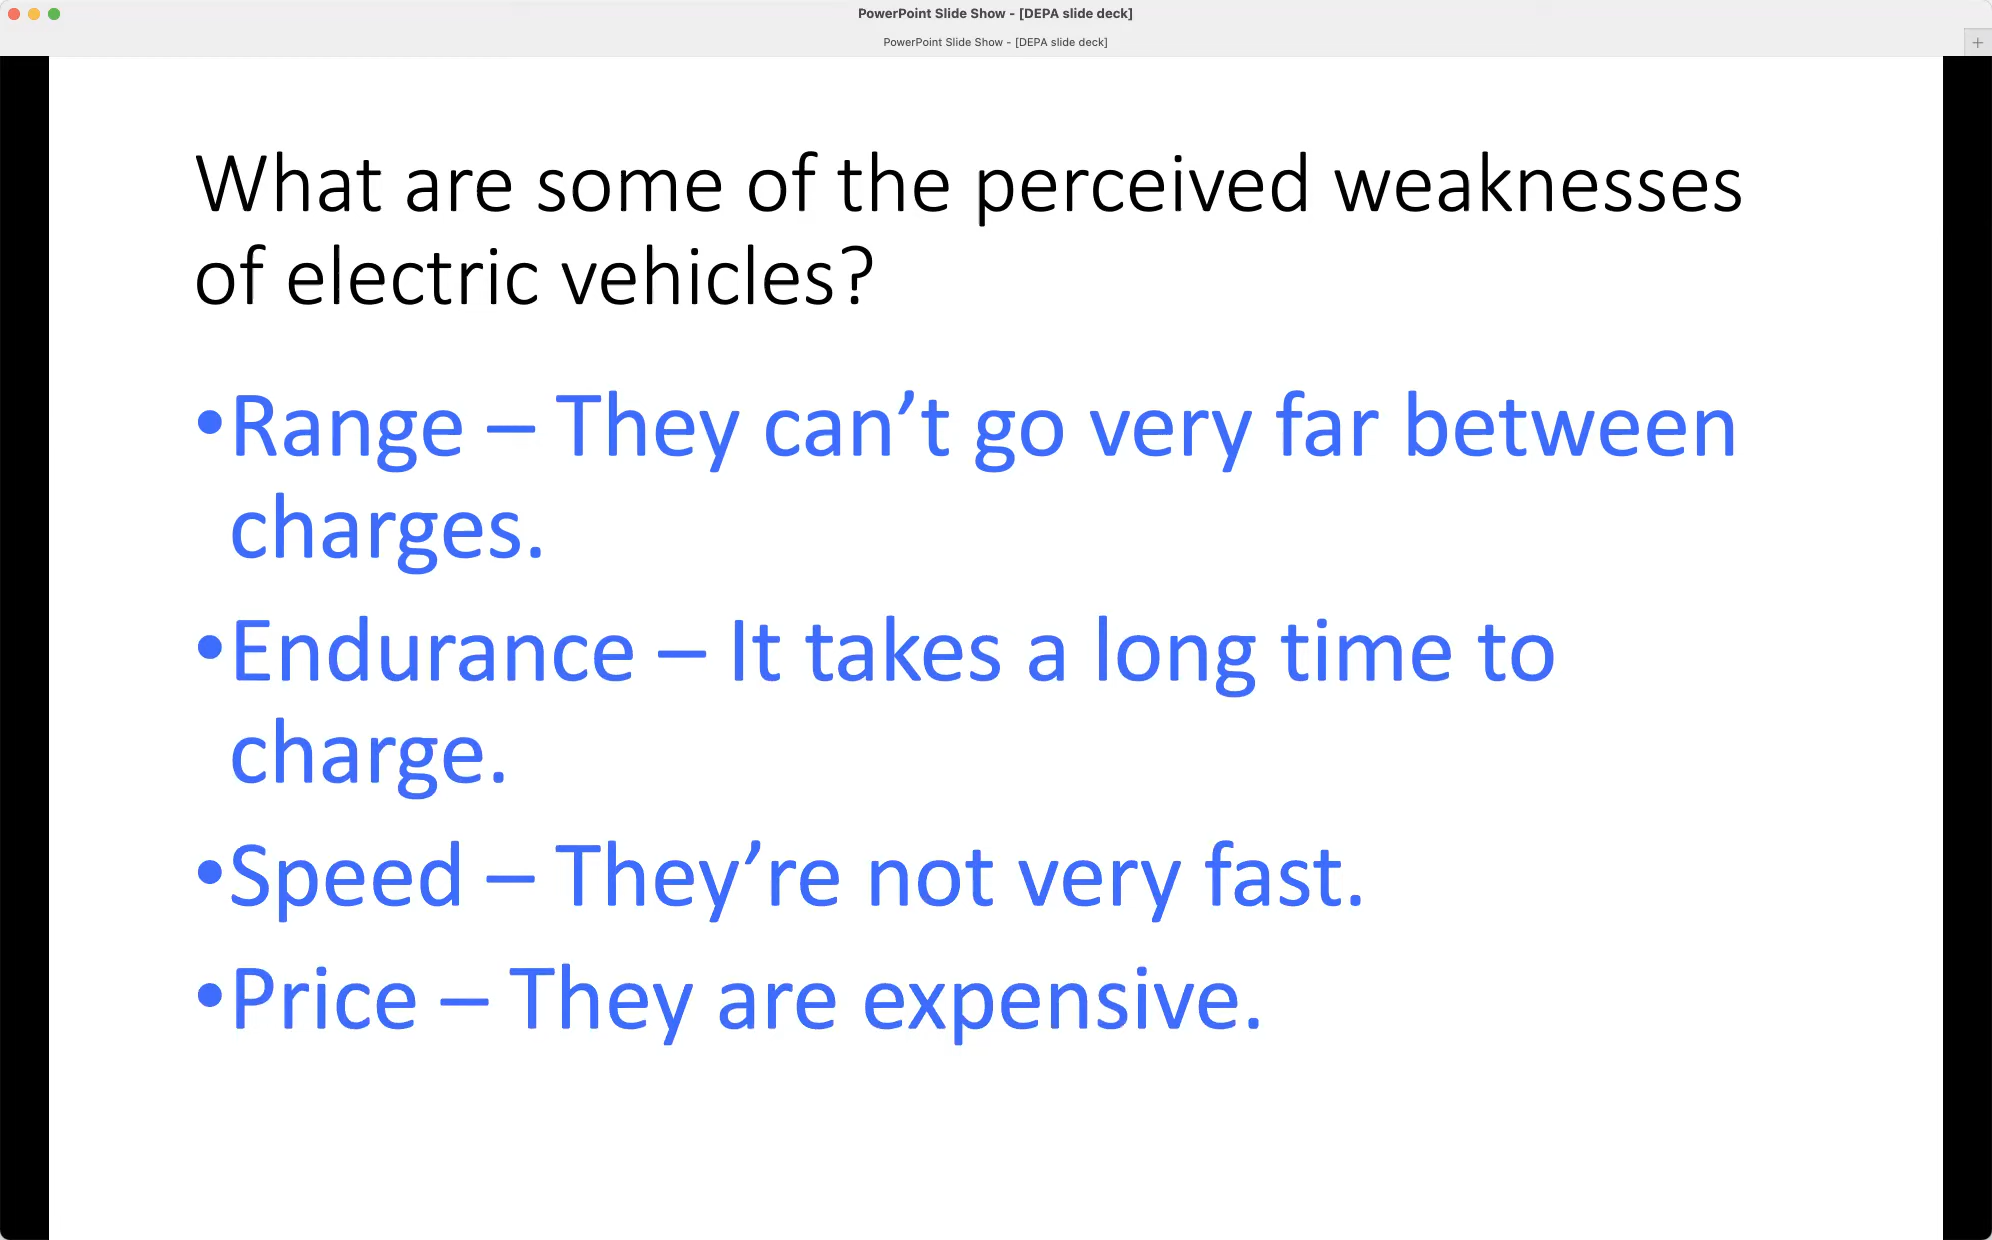 PowerPoint Slide Show - [DEPA slide deck]
PowerPoint Slide Show - [DEPA slide deck]
What are some of the perceived weaknesses
of electric vehicles?
•Range – They can’t go very far between
charges.
•Endurance – It takes a long time to
charge.
•Speed – They’re not very fast.
•Price – They are expensive.